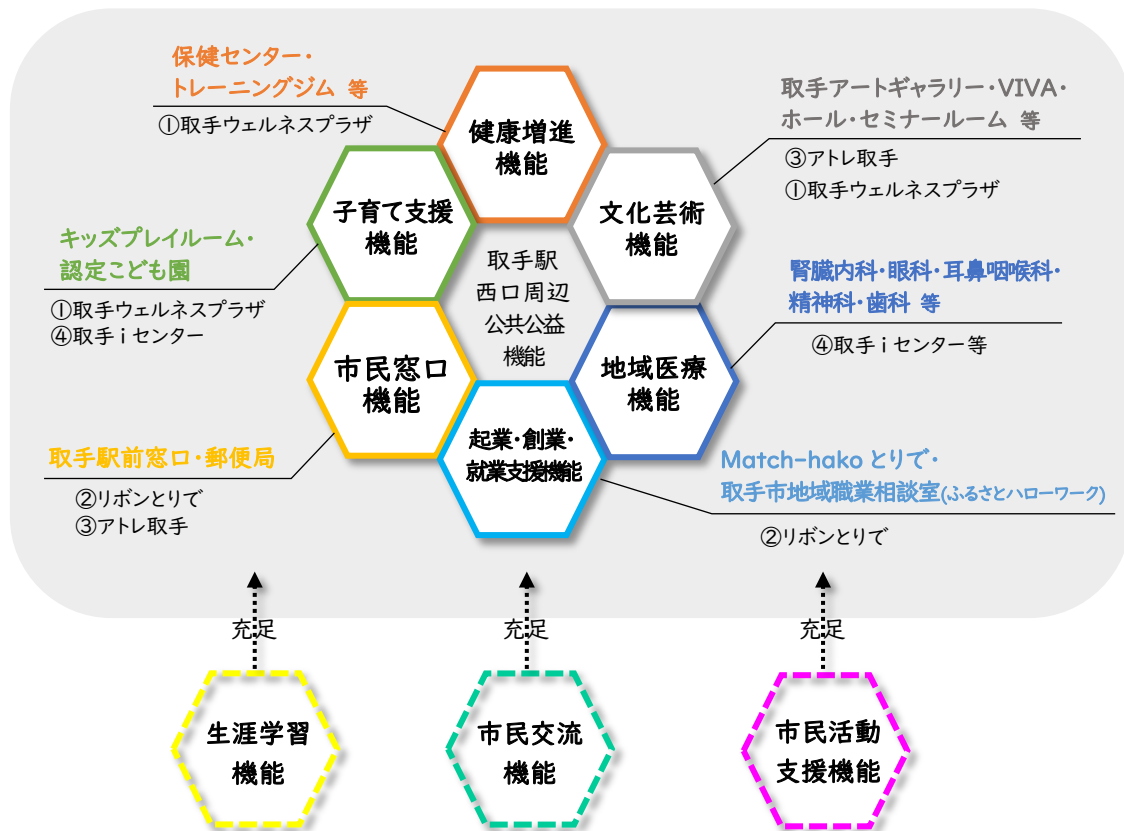 保健センター・
トレーニングジム 等
①取手ウェルネスプラザ
健康増進
機能
取手アートギャラリー・VIVA・
ホール・セミナールーム 等
③アトレ取手
①取手ウェルネスプラザ
子育て支援
機能
文化芸術
機能
キッズプレイルーム・
認定こども園
①取手ウェルネスプラザ
④取手ｉセンター
取手駅
西口周辺
公共公益
機能
腎臓内科・眼科・耳鼻咽喉科・
精神科・歯科 等
④取手ｉセンター等
市民窓口
機能
地域医療
機能
取手駅前窓口・郵便局
②リボンとりで
③アトレ取手
起業・創業・
就業支援機能
Match-hako とりで・
取手市地域職業相談室(ふるさとハローワーク)
②リボンとりで
充足
充足
充足
生涯学習
機能
市民交流
機能
市民活動
支援機能